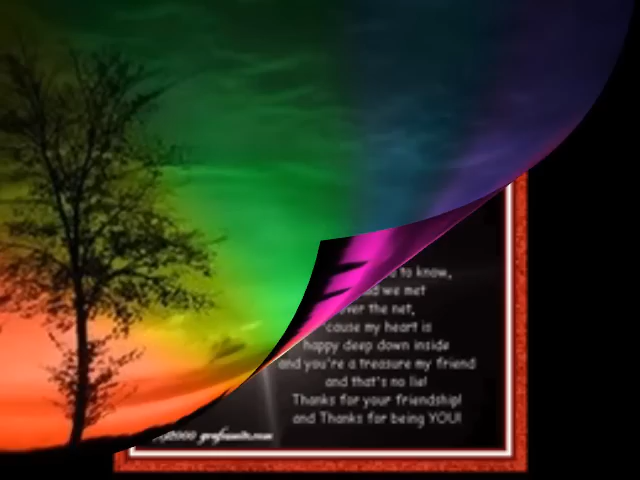 to know,
we met
over the net,
'cause my heart is
happy deep down inside
and you're a treasure my friend
and that's no lie!
Thanks for your friendship!
and Thanks for being YOU!